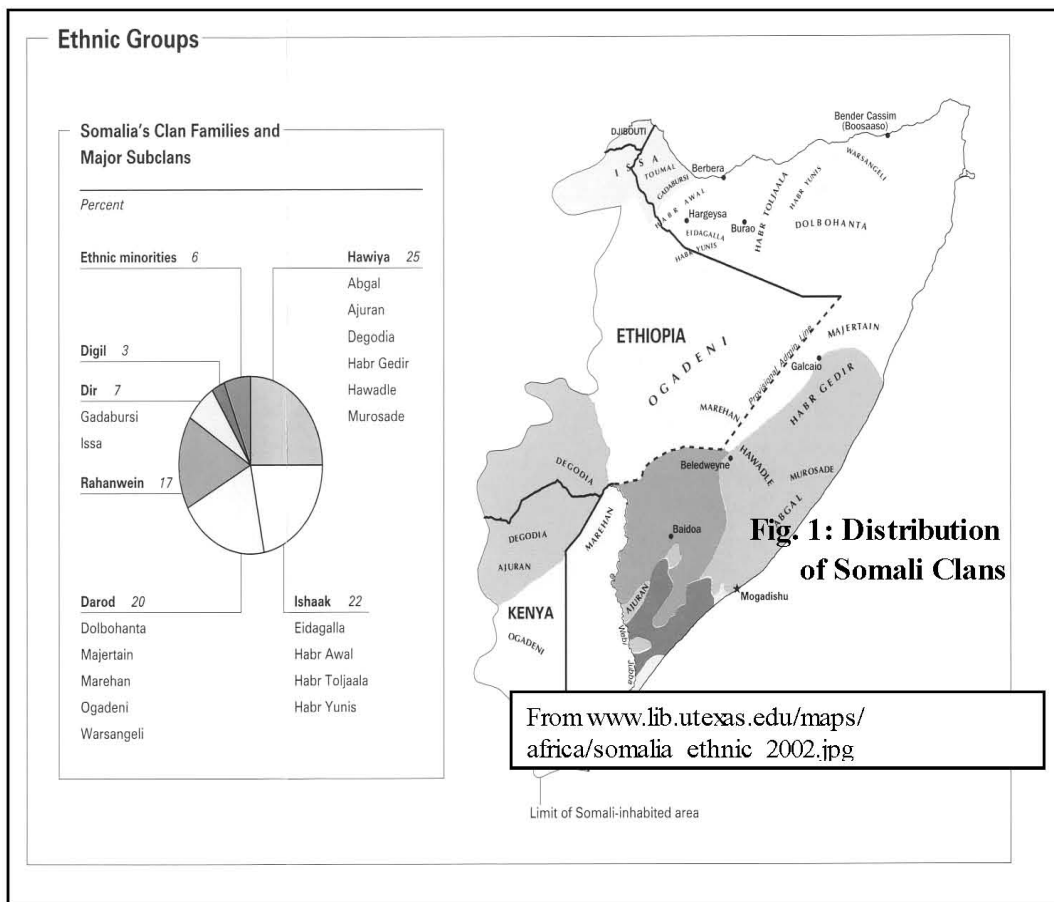 Ethnic Groups
Somalia's Clan Families and
Major Subclans
Percent
Ethnic minorities 6
Hawiya 25
Abgal
Ajuran
Degodia
Habr Gedir
Hawadle
Murosade
Digil 3
Dir 7
Gadabursi
Issa
Rahanwein 17
Darod 20
Dolbohanta
Majertain
Marehan
Ogadeni
Warsangeli
Ishaak 22
Eidagalla
Habr Awal
Habr Toljaala
Habr Yunis
DJIBOUTI
ISSA
TOUMAL
GADABURSI
HABR AWAL
Berbera
Hargeysa
EIDAGALLA
HABR YUNIS
Burao
HABR TOLJAALA
HABR YUNIS
WARSANGELI
Bender Cassim
(Boosaaso)
DOLBOHANTA
ETHIOPIA
OGADENI
Provisional Admin Line
MAJERTAIN
Galcaio
HABR GEDIR
MAREHAN
HAWADLE
Beledweyne
MUROSADE
ABGAL
DEGODIA
DEGODIA
AJURAN
MAREHAN
Baidoa
AJURAN
KENYA
OGADENI
Webi
Jubba
Mogadishu
Fig. 1: Distribution
of Somali Clans
From www.lib.utexas.edu/maps/
africa/somalia_ethnic_2002.jpg
Limit of Somali-inhabited area